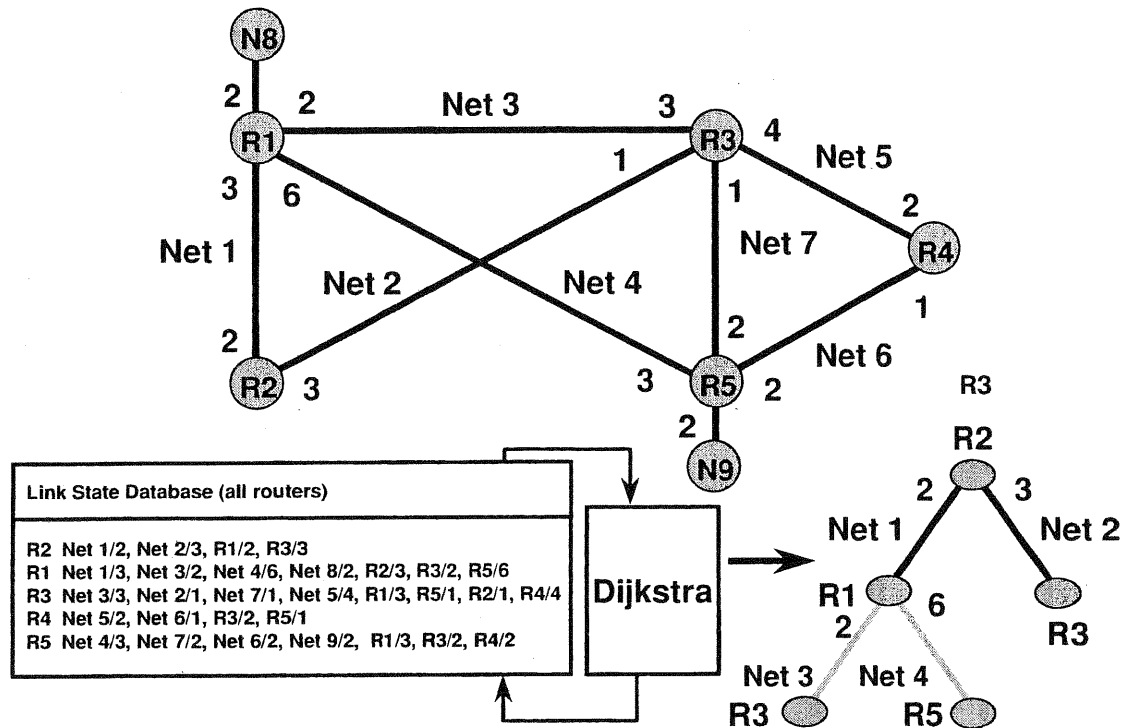 N8
2 2 Net 3 3
R1 R3 4
3 6 1 1 Net 5
2
Net 1 Net 2 Net 4 Net 7 R4
1
2 2 Net 6
R2 3 3 R5 2
2
N9
R3
R2
2 3
Net 1 Net 2
R1 6
2 R3
Net 3 Net 4
R3 R5
Link State Database (all routers)
R2 Net 1/2, Net 2/3, R1/2, R3/3
R1 Net 1/3, Net 3/2, Net 4/6, Net 8/2, R2/3, R3/2, R5/6
R3 Net 3/3, Net 2/1, Net 7/1, Net 5/4, R1/3, R5/1, R2/1, R4/4
R4 Net 5/2, Net 6/1, R3/2, R5/1
R5 Net 4/3, Net 7/2, Net 6/2, Net 9/2, R1/3, R3/2, R4/2
Dijkstra